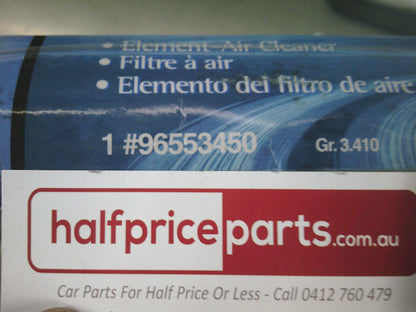 • Element-Air Cleaner
• Filtre à air
• Elemento del filtro de aire
1 #96553450 Gr. 3.410
halfpriceparts.com.au
Car Parts For Half Price Or Less - Call 0412 760 479